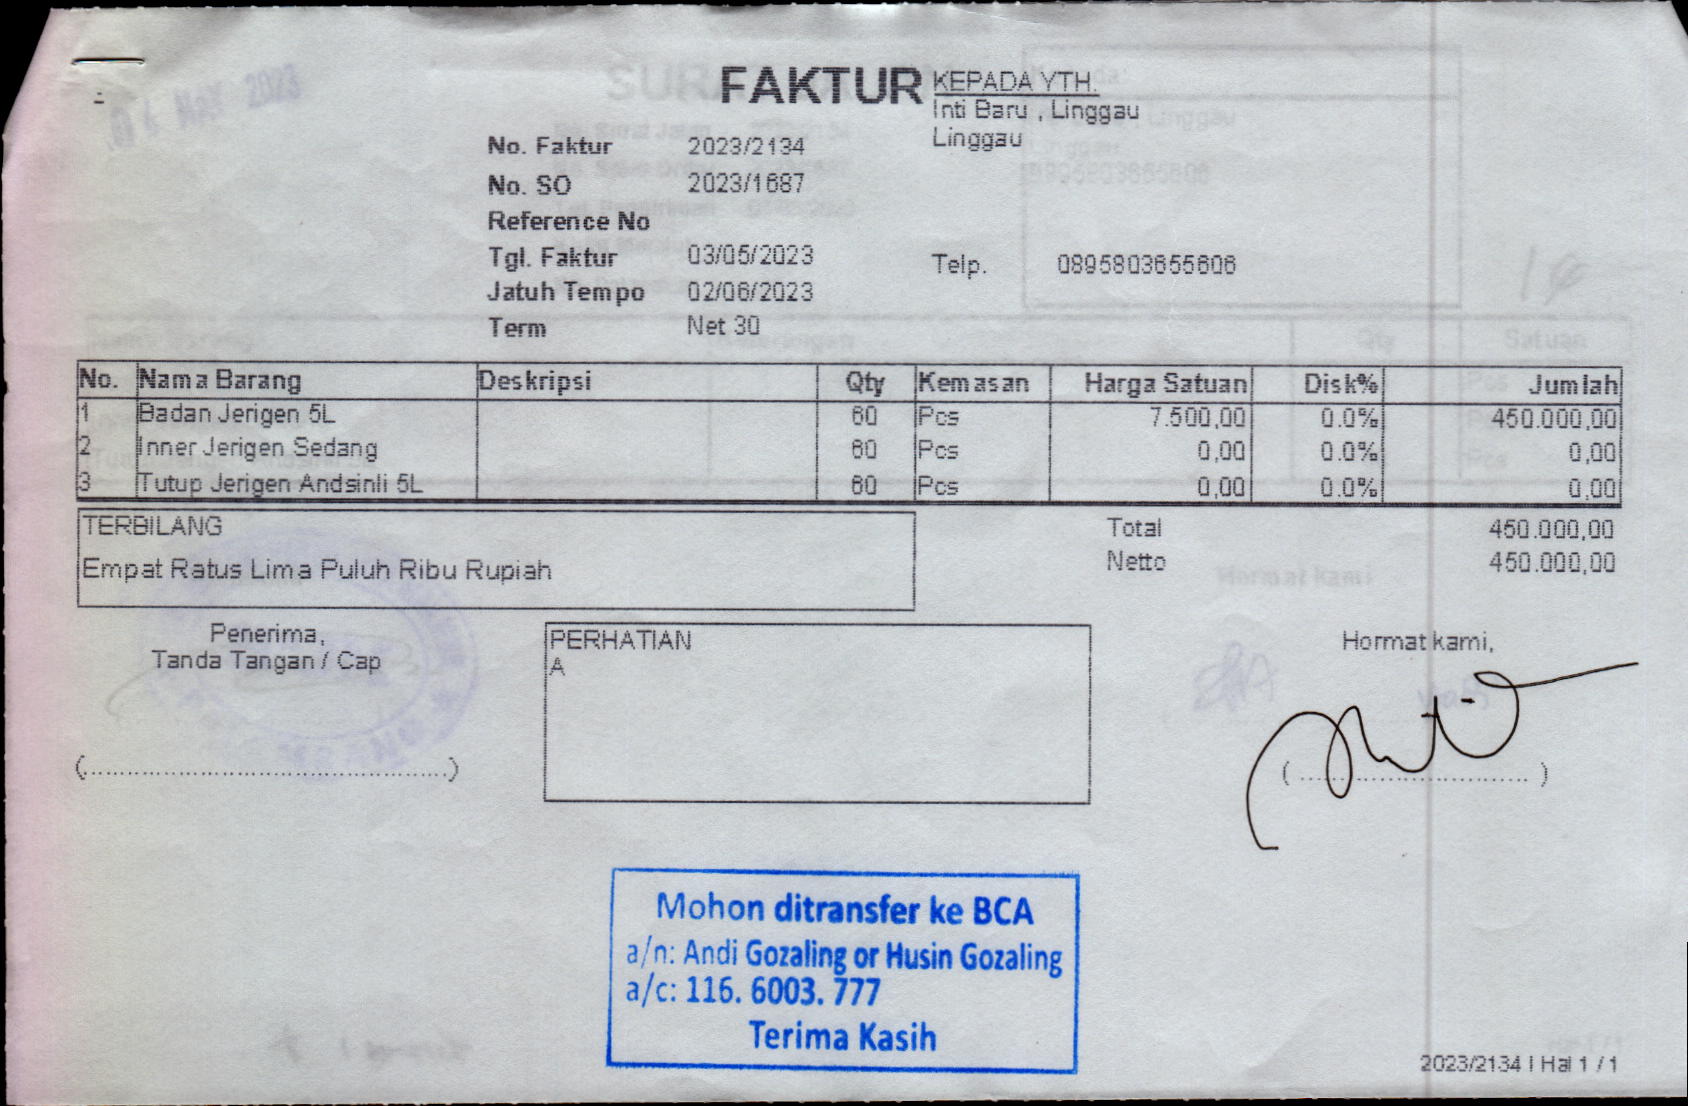 FAKTUR
KEPADA YTH.
Inti Baru , Linggau
Linggau
No. Faktur 2023/2134
No. SO 2023/1687
Reference No
Tgl. Faktur 03/05/2023
Telp. 0895803655606
Jatuh Tempo 02/06/2023
Term Net 30
No. Nama Barang Deskripsi Qty Kemasan Harga Satuan Disk% Jumlah
1 Badan Jerigen 5L 60 Pcs 7.500,00 0.0% 450.000,00
2 Inner Jerigen Sedang 60 Pcs 0,00 0.0% 0,00
3 Tutup Jerigen Andsinli 5L 60 Pcs 0,00 0.0% 0,00
TERBILANG
Empat Ratus Lima Puluh Ribu Rupiah
Total 450.000,00
Netto 450.000,00
Penerima,
Tanda Tangan / Cap
(................................................)
PERHATIAN
A
Hormat kami,
( ................................ )
Mohon ditransfer ke BCA
a/n: Andi Gozaling or Husin Gozaling
a/c: 116. 6003. 777
Terima Kasih
2023/2134 | Hal 1 / 1